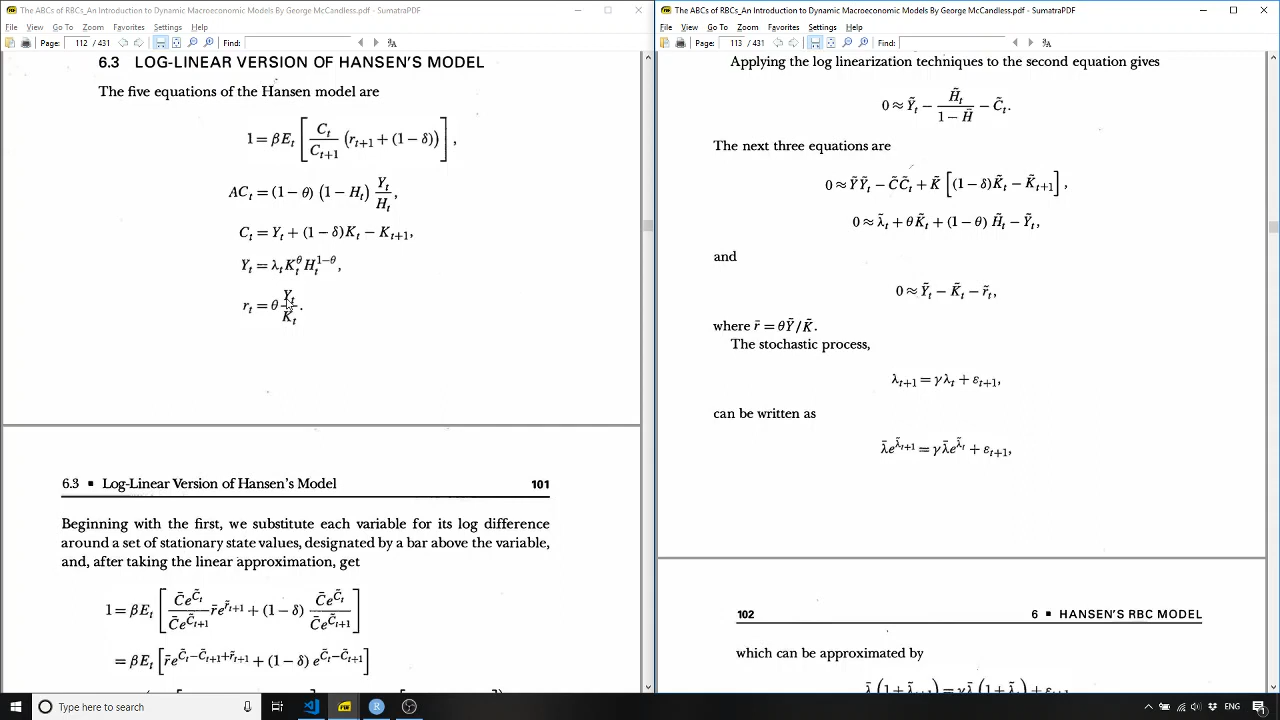 The ABCs of RBCs_An Introduction to Dynamic Macroeconomic Models By George McCandless.pdf - SumatraPDF
File View Go To Zoom Favorites Settings Help
Page: 112 / 431 Find:
6.3 LOG-LINEAR VERSION OF HANSEN'S MODEL
The five equations of the Hansen model are
1 = βE_t [ C_t / C_{t+1} (r_{t+1} + (1 − δ)) ],
AC_t = (1 − θ) (1 − H_t) Y_t / H_t,
C_t = Y_t + (1 − δ)K_t − K_{t+1},
Y_t = λ_t K_t^θ H_t^{1−θ},
r_t = θ Y_t / K_t.
6.3 ■ Log-Linear Version of Hansen's Model 101
Beginning with the first, we substitute each variable for its log difference
around a set of stationary state values, designated by a bar above the variable,
and, after taking the linear approximation, get
1 = βE_t [ C̄e^{C̃_t} / C̄e^{C̃_{t+1}} r̄e^{r̃_{t+1}} + (1 − δ) C̄e^{C̃_t} / C̄e^{C̃_{t+1}} ]
= βE_t [ r̄e^{C̃_t − C̃_{t+1} + r̃_{t+1}} + (1 − δ) e^{C̃_t − C̃_{t+1}} ]
The ABCs of RBCs_An Introduction to Dynamic Macroeconomic Models By George McCandless.pdf - SumatraPDF
File View Go To Zoom Favorites Settings Help
Page: 113 / 431 Find:
Applying the log linearization techniques to the second equation gives
0 ≈ Ỹ_t − H̃_t / (1 − H̄) − C̃_t.
The next three equations are
0 ≈ ȲỸ_t − C̄C̃_t + K̄ [ (1 − δ)K̃_t − K̃_{t+1} ],
0 ≈ λ̃_t + θK̃_t + (1 − θ) H̃_t − Ỹ_t,
and
0 ≈ Ỹ_t − K̃_t − r̃_t,
where r̄ = θȲ/K̄.
The stochastic process,
λ_{t+1} = γλ_t + ε_{t+1},
can be written as
λ̄e^{λ̃_{t+1}} = γλ̄e^{λ̃_t} + ε_{t+1},
102 6 ■ HANSEN'S RBC MODEL
which can be approximated by
λ̄ (1 + λ̃_{t+1}) = γλ̄ (1 + λ̃_t) + ε_{t+1}
Type here to search
ENG